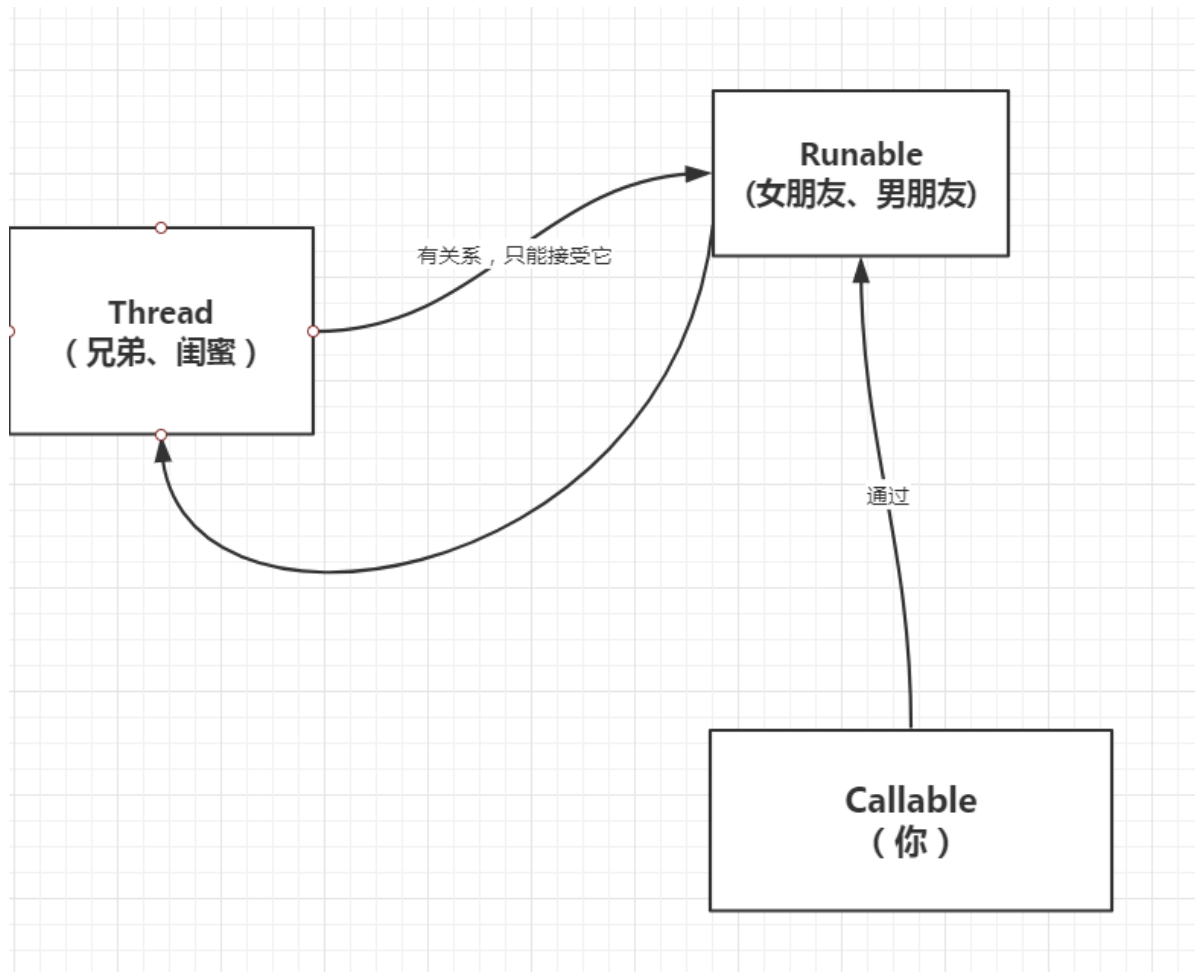 Runable
(女朋友、男朋友)
有关系，只能接受它
Thread
（ 兄弟、闺蜜 ）
通过
Callable
（ 你 ）